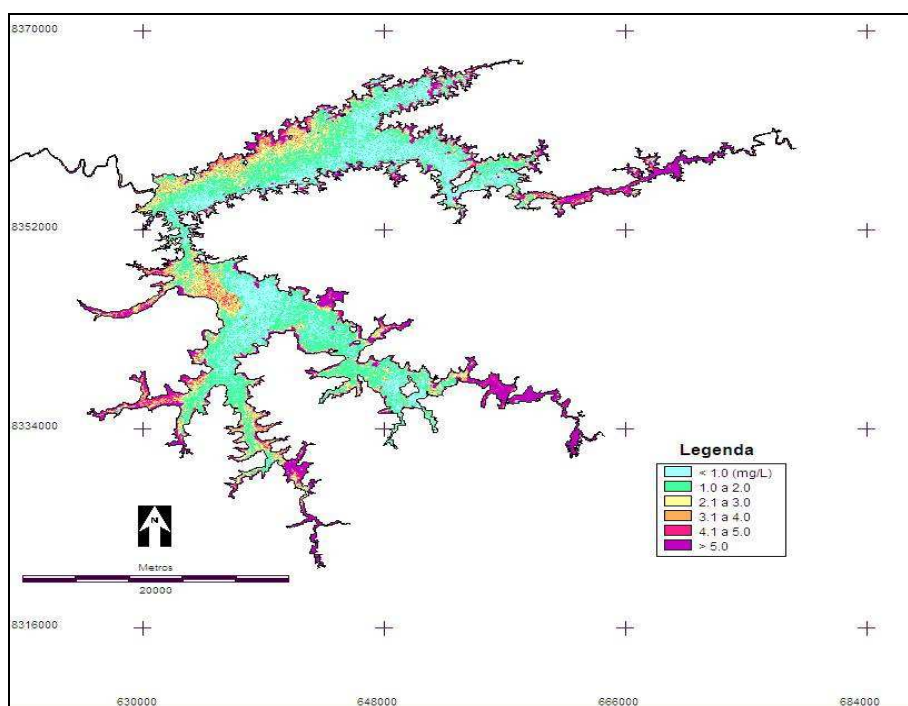 8370000
8352000
8334000
Legenda
< 1.0 (mg/L)
1.0 a 2.0
2.1 a 3.0
3.1 a 4.0
4.1 a 5.0
> 5.0
N
Metros
20000
8316000
630000 648000 666000 684000